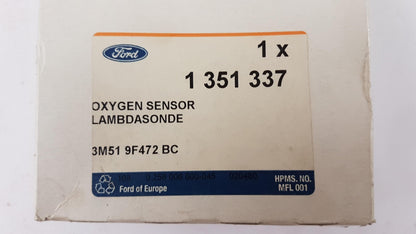 Ford
1 x
1 351 337
OXYGEN SENSOR
LAMBDASONDE
3M51 9F472 BC
Ford of Europe
HPMS. NO.
MFL 001